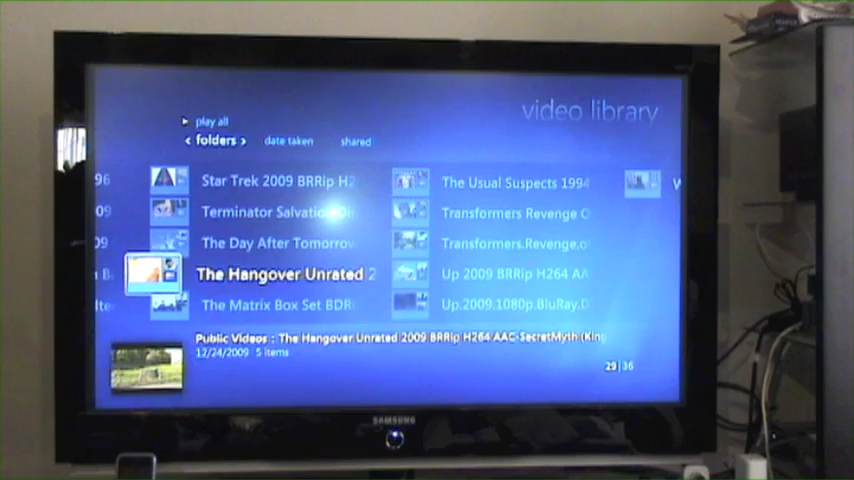 video library
play all
folders
date taken
shared
96
Star Trek 2009 BRRip H2
The Usual Suspects 1994
W
09
Terminator Salvatio
Transformers Revenge O
09
The Day After Tomorrow
Transformers.Revenge.o
n B
The Hangover Unrated 2
Up 2009 BRRip H264 AA
The Matrix Box Set BDR
Up.2009.1080p.BluRay.D
Public Videos : The Hangover Unrated 2009 BRRip H264 AAC-SecretMyth (King
12/24/2009 5 items
29|36
SAMSUNG